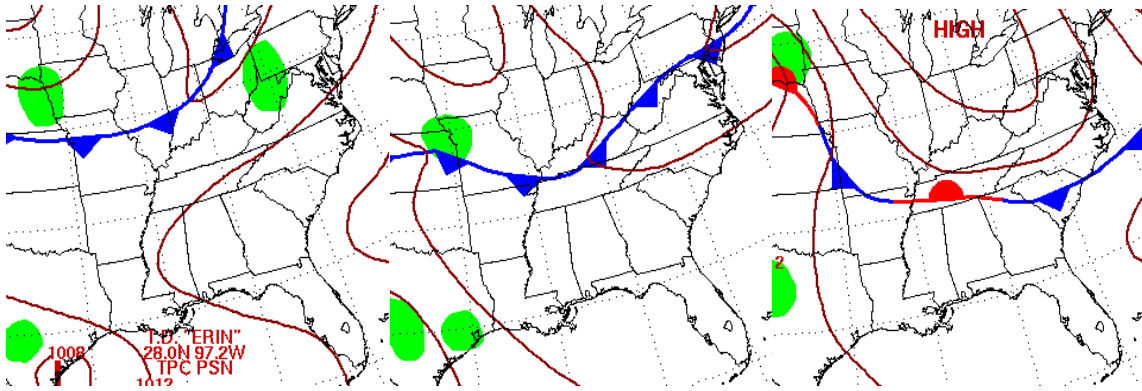 T.D. "ERIN"
1008
28.0N 97.2W
TPC PSN
1012
2
HIGH